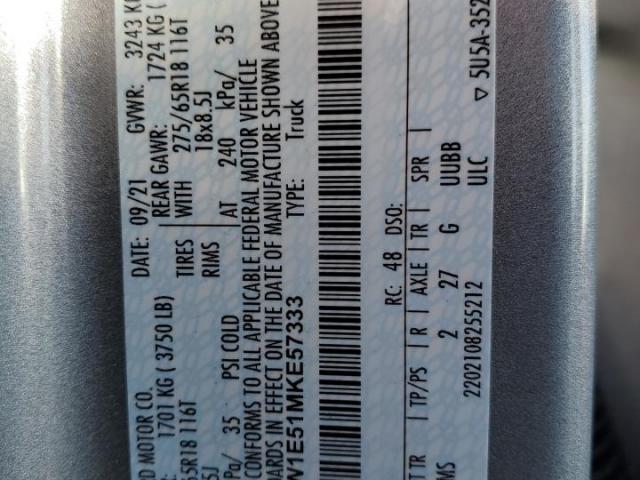 D MOTOR CO. DATE: 09/21 GVWR: 3243 K
1701 KG ( 3750 LB) REAR GAWR: 1724 KG (
5R18 116T TIRES WITH 275/65R18 116T
5J RIMS 18x8.5J
Pa/ 35 PSI COLD AT 240 kPa/ 35
CONFORMS TO ALL APPLICABLE FEDERAL MOTOR VEHICLE
ARDS IN EFFECT ON THE DATE OF MANUFACTURE SHOWN ABOVE
W1E51MKE57333 TYPE: Truck
RC: 48 DSO:
T TR | TP/PS | R | AXLE | TR | SPR |
MS 2 27 G UUBB
2202108255212 ULC ▽ 5U5A-352